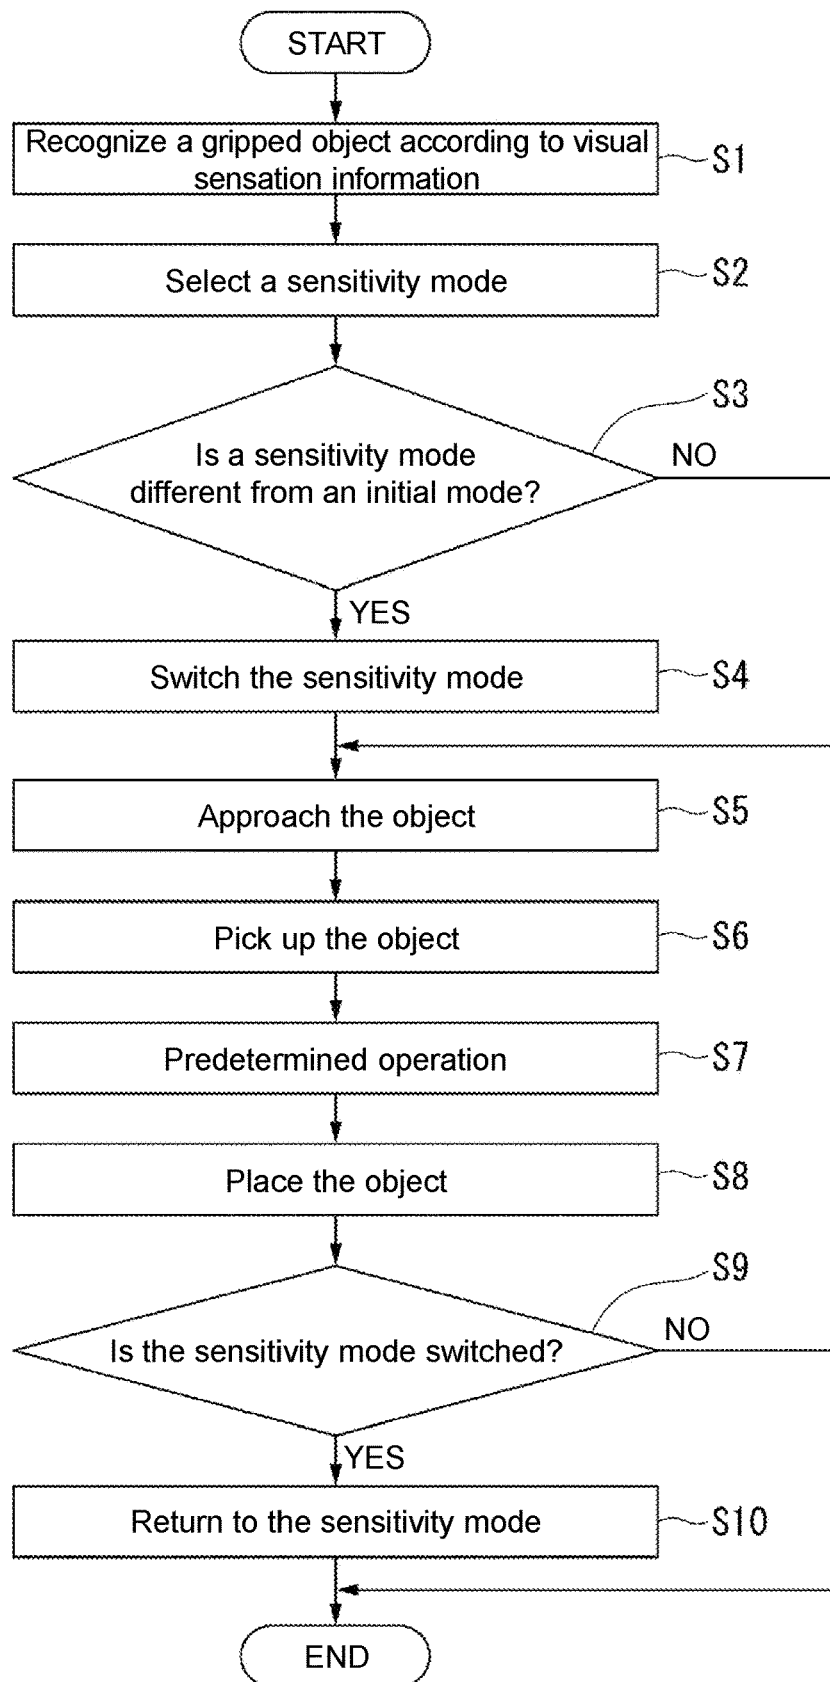 START
Recognize a gripped object according to visual
sensation information
S1
Select a sensitivity mode
S2
S3
Is a sensitivity mode
different from an initial mode?
NO
YES
Switch the sensitivity mode
S4
Approach the object
S5
Pick up the object
S6
Predetermined operation
S7
Place the object
S8
S9
Is the sensitivity mode switched?
NO
YES
Return to the sensitivity mode
S10
END